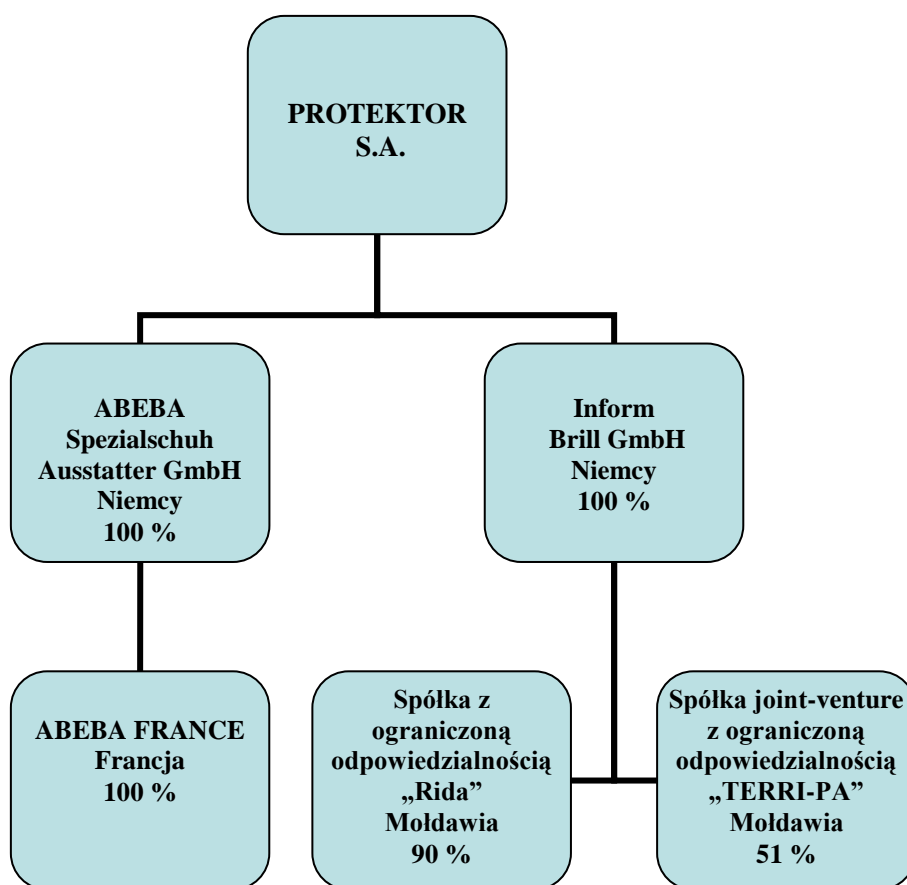 PROTEKTOR
S.A.
ABEBA
Spezialschuh
Ausstatter GmbH
Niemcy
100 %
Inform
Brill GmbH
Niemcy
100 %
ABEBA FRANCE
Francja
100 %
Spółka z
ograniczoną
odpowiedzialnością
„Rida”
Mołdawia
90 %
Spółka joint-venture
z ograniczoną
odpowiedzialnością
„TERRI-PA”
Mołdawia
51 %